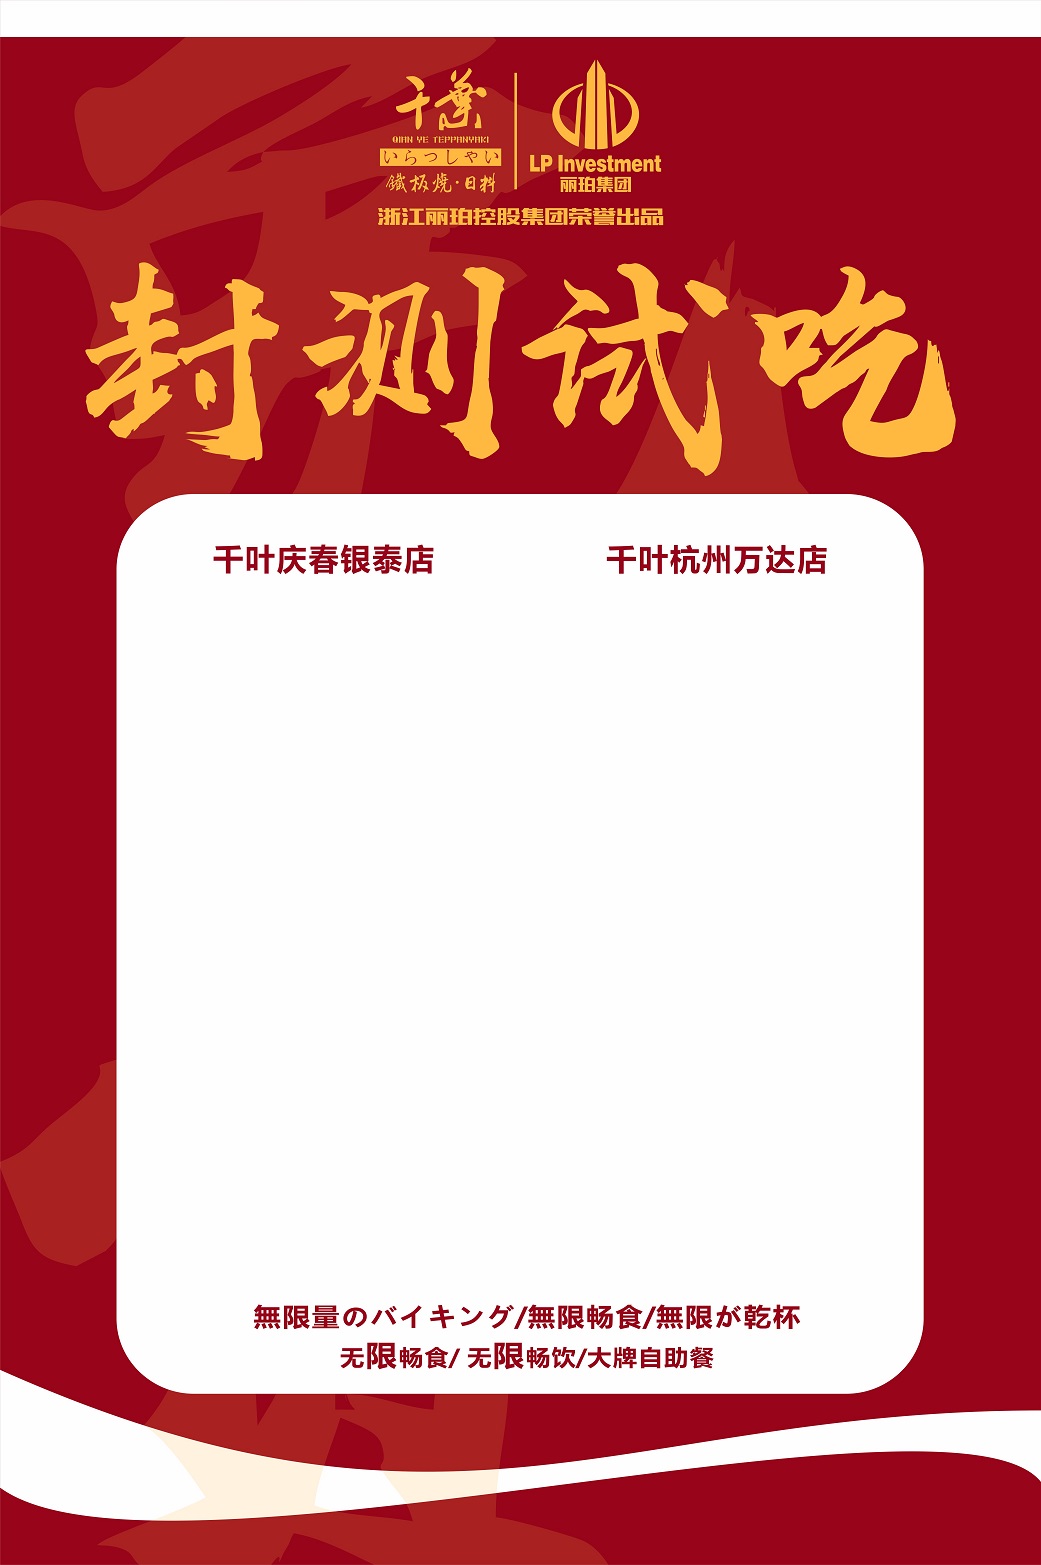 千葉
QIAN YE TEPPANYAKI
いらっしゃい
鐵板焼·日料
LP Investment
丽珀集团
浙江丽珀控股集团荣誉出品
封测试吃
千叶庆春银泰店
千叶杭州万达店
無限量のバイキング/無限畅食/無限が乾杯
无限畅食/ 无限畅饮/大牌自助餐